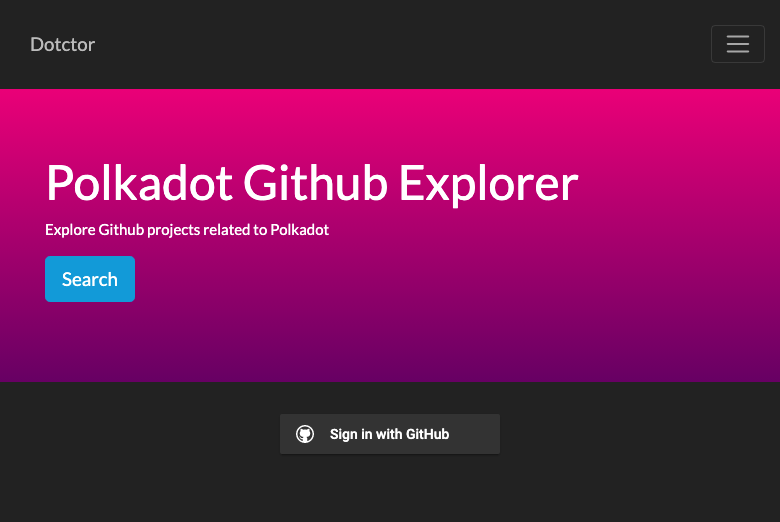 Dotctor
Polkadot Github Explorer
Explore Github projects related to Polkadot
Search
Sign in with GitHub